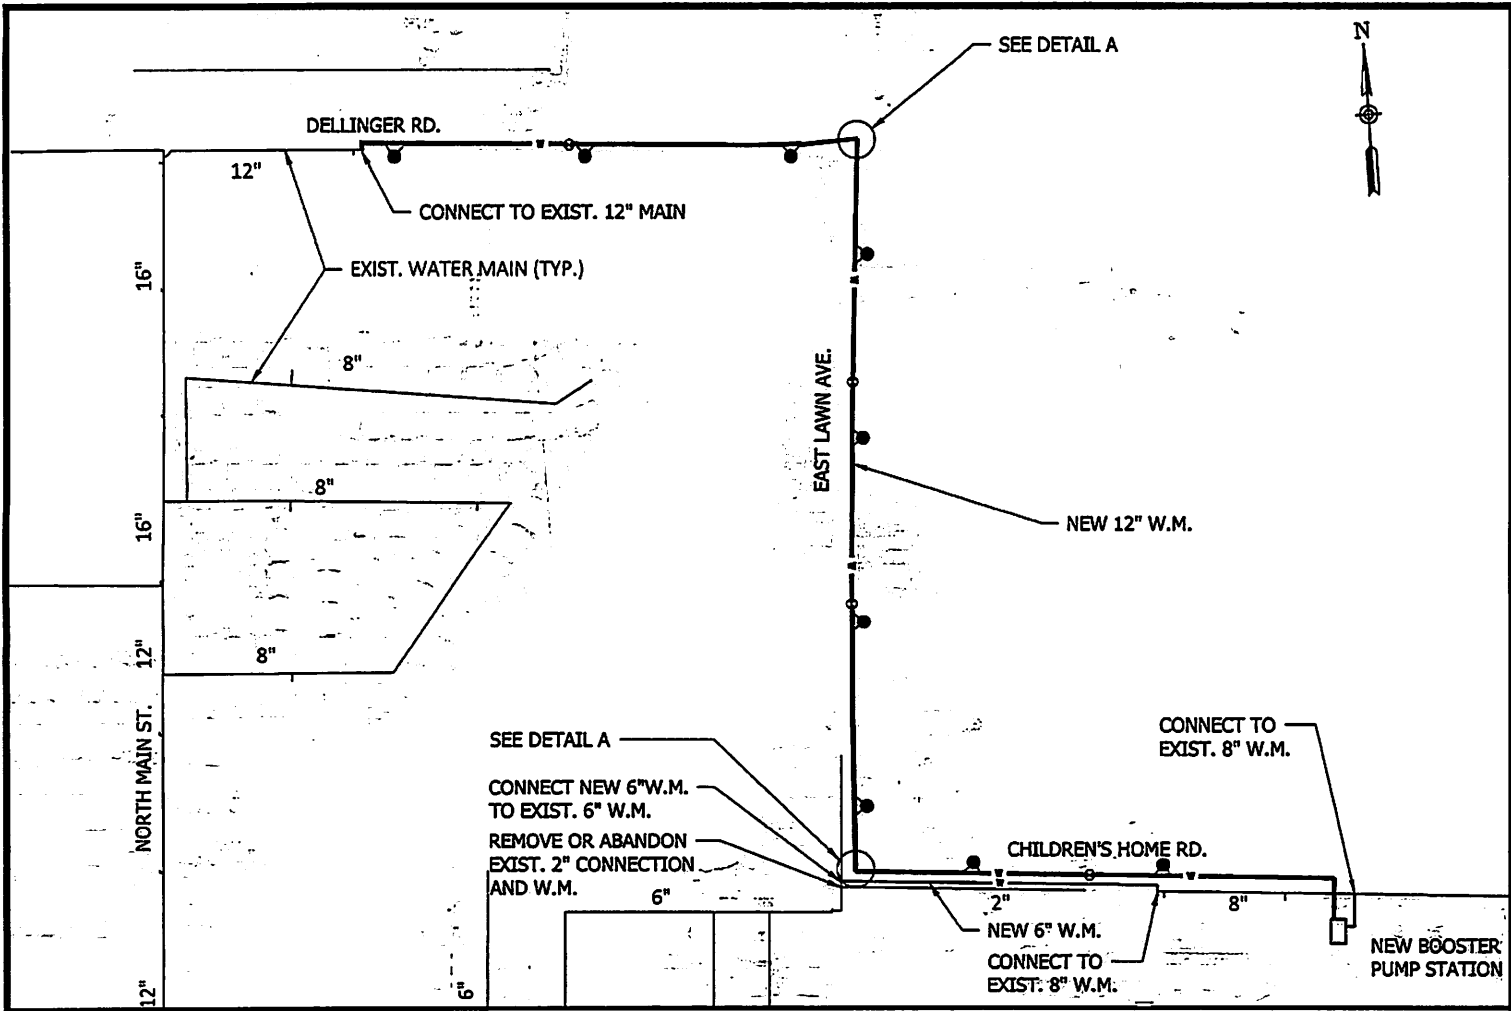 SEE DETAIL A
N
DELLINGER RD.
12"
CONNECT TO EXIST. 12" MAIN
EXIST. WATER MAIN (TYP.)
16"
8"
EAST LAWN AVE.
8"
16"
NEW 12" W.M.
12"
8"
NORTH MAIN ST.
SEE DETAIL A
CONNECT TO
EXIST. 8" W.M.
CONNECT NEW 6"W.M.
TO EXIST. 6" W.M.
REMOVE OR ABANDON
EXIST. 2" CONNECTION
AND W.M.
CHILDREN'S HOME RD.
6"
2"
8"
NEW 6" W.M.
CONNECT TO
EXIST. 8" W.M.
NEW BOOSTER
PUMP STATION
12"
6"
W
W
W
W
W
W